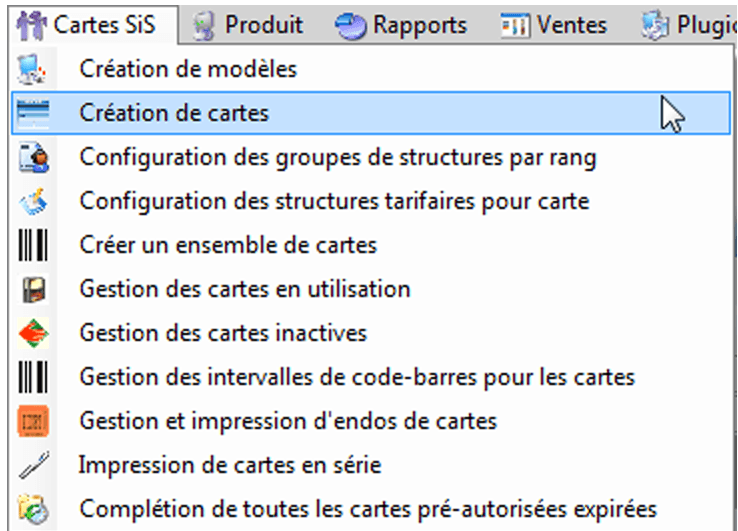 Cartes SiS Produit Rapports Ventes
Création de modèles
Création de cartes
Configuration des groupes de structures par rang
Configuration des structures tarifaires pour carte
Créer un ensemble de cartes
Gestion des cartes en utilisation
Gestion des cartes inactives
Gestion des intervalles de code-barres pour les cartes
Gestion et impression d'endos de cartes
Impression de cartes en série
Complétion de toutes les cartes pré-autorisées expirées